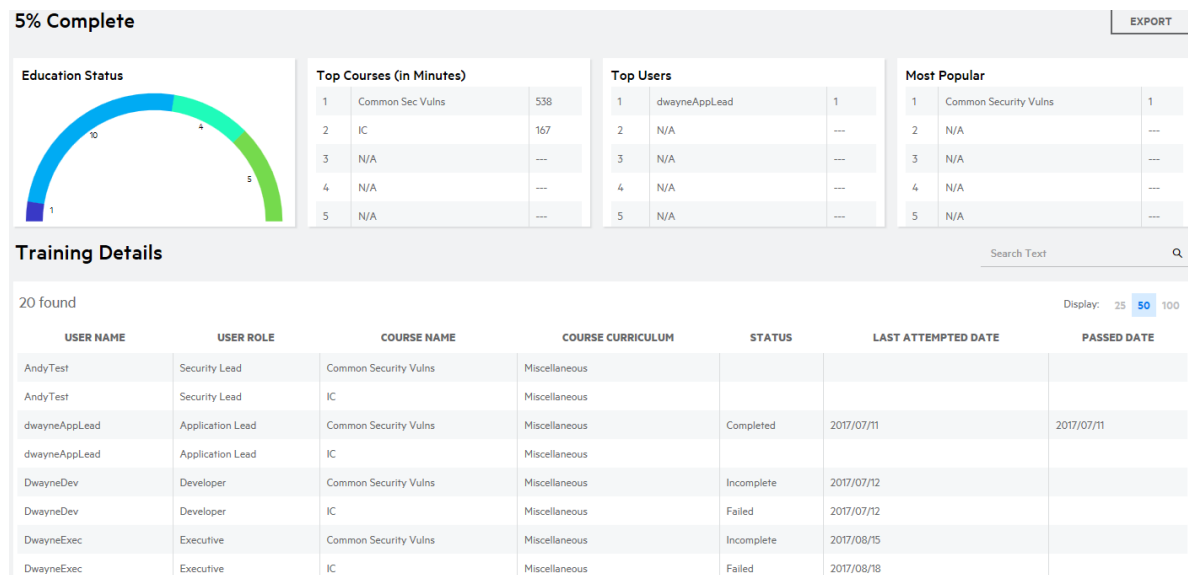 5% Complete
EXPORT
Education Status
10
4
5
1
Top Courses (in Minutes)
1 Common Sec Vulns 538
2 IC 167
3 N/A ---
4 N/A ---
5 N/A ---
Top Users
1 dwayneAppLead 1
2 N/A ---
3 N/A ---
4 N/A ---
5 N/A ---
Most Popular
1 Common Security Vulns 1
2 N/A ---
3 N/A ---
4 N/A ---
5 N/A ---
Training Details
Search Text
20 found
Display: 25 50 100
USER NAME USER ROLE COURSE NAME COURSE CURRICULUM STATUS LAST ATTEMPTED DATE PASSED DATE
AndyTest Security Lead Common Security Vulns Miscellaneous
AndyTest Security Lead IC Miscellaneous
dwayneAppLead Application Lead Common Security Vulns Miscellaneous Completed 2017/07/11 2017/07/11
dwayneAppLead Application Lead IC Miscellaneous
DwayneDev Developer Common Security Vulns Miscellaneous Incomplete 2017/07/12
DwayneDev Developer IC Miscellaneous Failed 2017/07/12
DwayneExec Executive Common Security Vulns Miscellaneous Incomplete 2017/08/15
DwayneExec Executive IC Miscellaneous Failed 2017/08/18